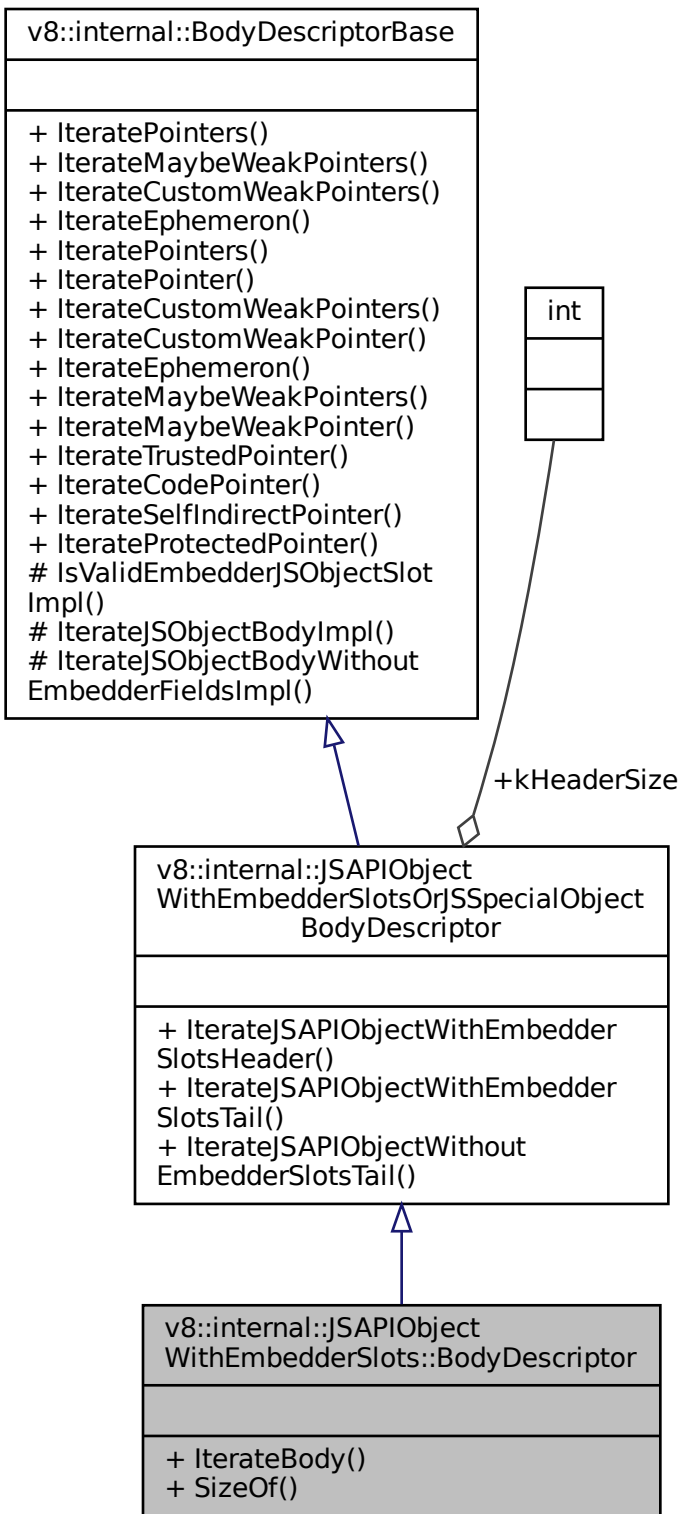 v8::internal::BodyDescriptorBase
+ IteratePointers()
+ IterateMaybeWeakPointers()
+ IterateCustomWeakPointers()
+ IterateEphemeron()
+ IteratePointers()
+ IteratePointer()
+ IterateCustomWeakPointers()
+ IterateCustomWeakPointer()
+ IterateEphemeron()
+ IterateMaybeWeakPointers()
+ IterateMaybeWeakPointer()
+ IterateTrustedPointer()
+ IterateCodePointer()
+ IterateSelfIndirectPointer()
+ IterateProtectedPointer()
# IsValidEmbedderJSObjectSlot
Impl()
# IterateJSObjectBodyImpl()
# IterateJSObjectBodyWithout
EmbedderFieldsImpl()
int
+kHeaderSize
v8::internal::JSAPIObject
WithEmbedderSlotsOrJSSpecialObject
BodyDescriptor
+ IterateJSAPIObjectWithEmbedder
SlotsHeader()
+ IterateJSAPIObjectWithEmbedder
SlotsTail()
+ IterateJSAPIObjectWithout
EmbedderSlotsTail()
v8::internal::JSAPIObject
WithEmbedderSlots::BodyDescriptor
+ IterateBody()
+ SizeOf()